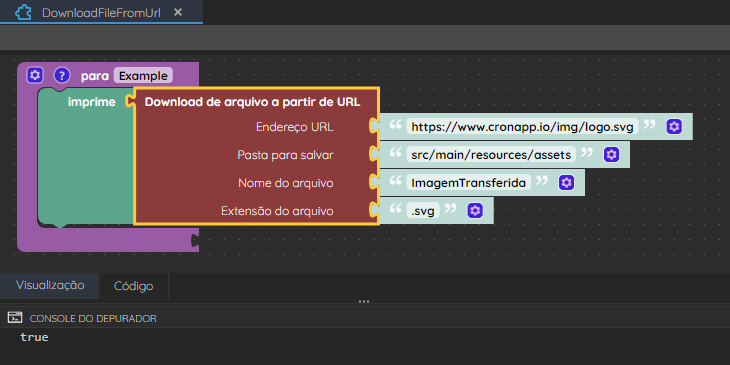 DownloadFileFromUrl ×
? para Example
imprime Download de arquivo a partir de URL
Endereço URL “ https://www.cronapp.io/img/logo.svg ”
Pasta para salvar “ src/main/resources/assets ”
Nome do arquivo “ ImagemTransferida ”
Extensão do arquivo “ .svg ”
Visualização Código
CONSOLE DO DEPURADOR
true